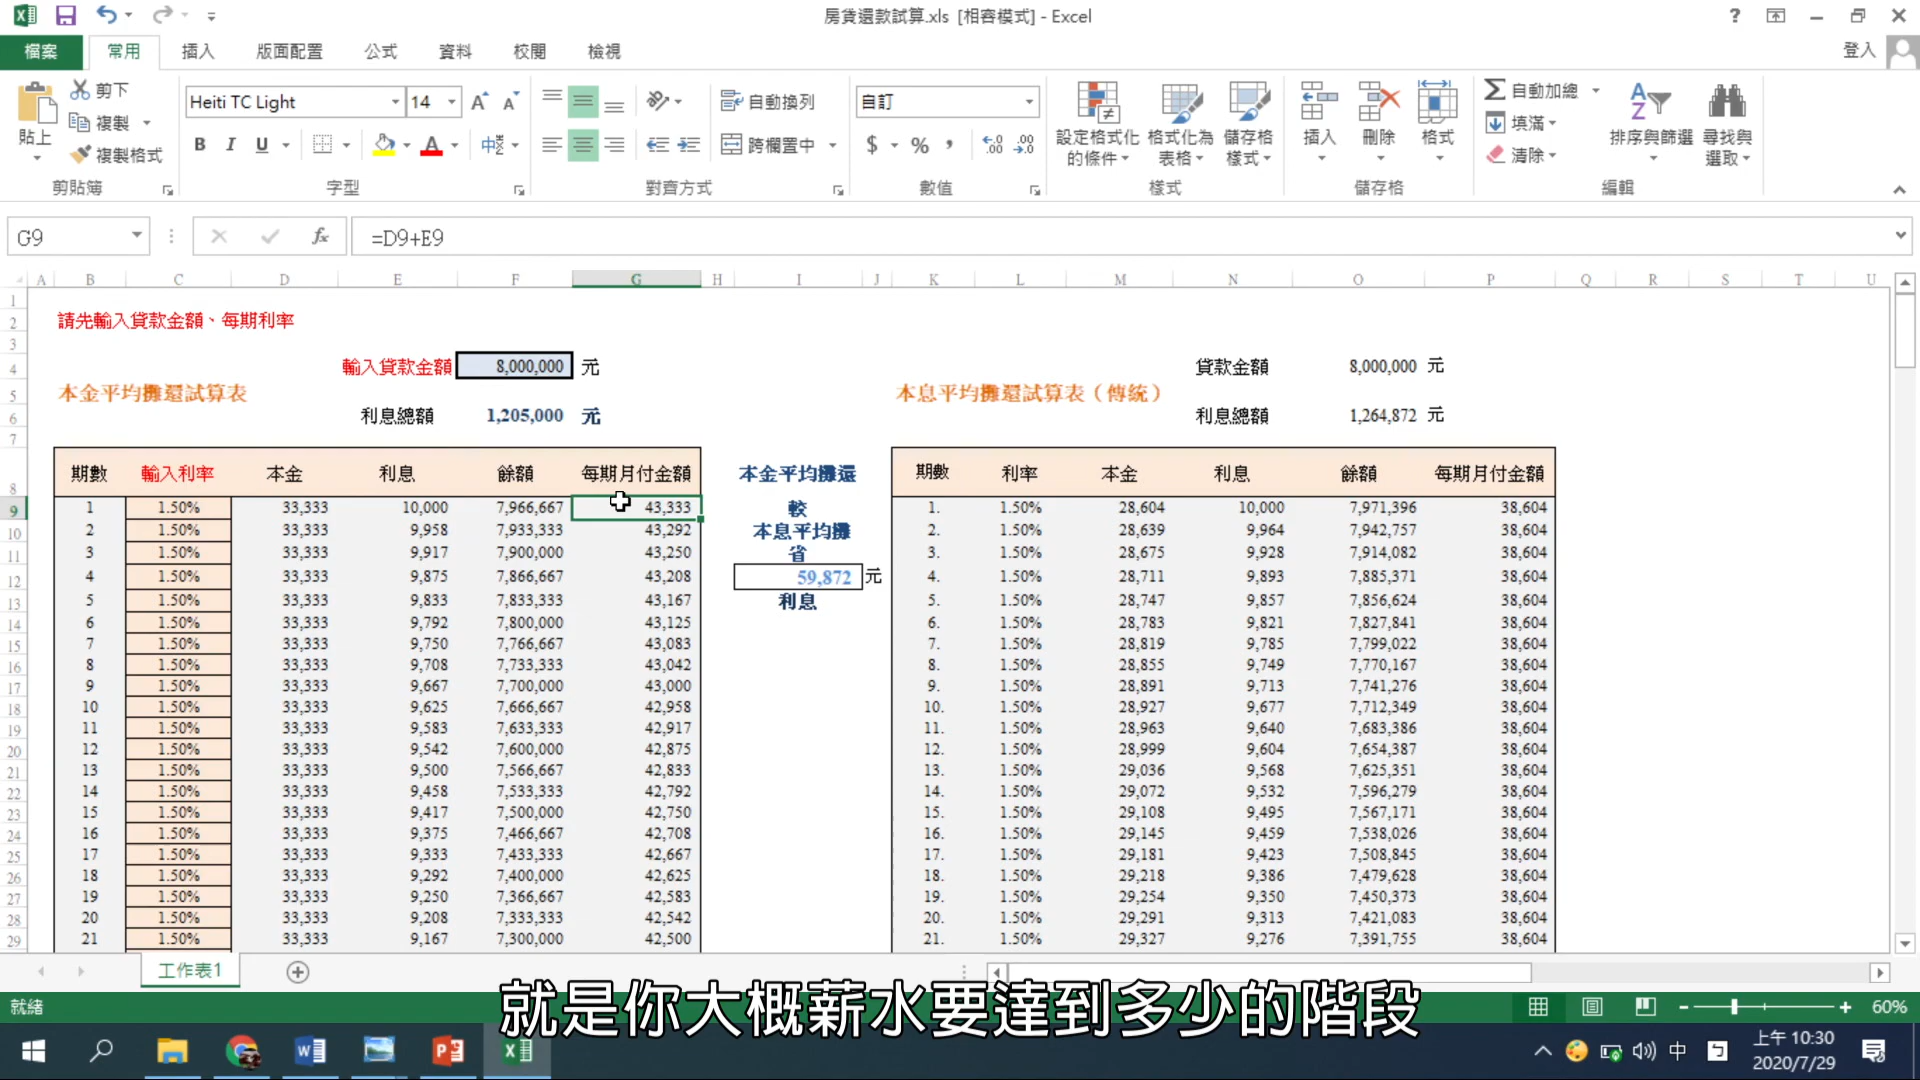 房貸還款試算.xls [相容模式] - Excel
檔案 常用 插入 版面配置 公式 資料 校閱 檢視 登入
貼上 剪下 複製 複製格式 剪貼簿
Heiti TC Light 14 B I U A 字型
自動換列 跨欄置中 對齊方式
自訂 $ % 數值
設定格式化的條件 格式化為表格 儲存格樣式 樣式
插入 刪除 格式 儲存格
自動加總 填滿 清除 排序與篩選 尋找與選取 編輯
G9 fx =D9+E9
A B C D E F G H I J K L M N O P Q R S T U
請先輸入貸款金額、每期利率
輸入貸款金額 8,000,000 元 貸款金額 8,000,000 元
本金平均攤還試算表 本息平均攤還試算表（傳統）
利息總額 1,205,000 元 利息總額 1,264,872 元
期數 輸入利率 本金 利息 餘額 每期月付金額 本金平均攤還 期數 利率 本金 利息 餘額 每期月付金額
1 1.50% 33,333 10,000 7,966,667 43,333 較 1. 1.50% 28,604 10,000 7,971,396 38,604
2 1.50% 33,333 9,958 7,933,333 43,292 本息平均攤 2. 1.50% 28,639 9,964 7,942,757 38,604
3 1.50% 33,333 9,917 7,900,000 43,250 省 3. 1.50% 28,675 9,928 7,914,082 38,604
4 1.50% 33,333 9,875 7,866,667 43,208 59,872 元 4. 1.50% 28,711 9,893 7,885,371 38,604
5 1.50% 33,333 9,833 7,833,333 43,167 利息 5. 1.50% 28,747 9,857 7,856,624 38,604
6 1.50% 33,333 9,792 7,800,000 43,125 6. 1.50% 28,783 9,821 7,827,841 38,604
7 1.50% 33,333 9,750 7,766,667 43,083 7. 1.50% 28,819 9,785 7,799,022 38,604
8 1.50% 33,333 9,708 7,733,333 43,042 8. 1.50% 28,855 9,749 7,770,167 38,604
9 1.50% 33,333 9,667 7,700,000 43,000 9. 1.50% 28,891 9,713 7,741,276 38,604
10 1.50% 33,333 9,625 7,666,667 42,958 10. 1.50% 28,927 9,677 7,712,349 38,604
11 1.50% 33,333 9,583 7,633,333 42,917 11. 1.50% 28,963 9,640 7,683,386 38,604
12 1.50% 33,333 9,542 7,600,000 42,875 12. 1.50% 28,999 9,604 7,654,387 38,604
13 1.50% 33,333 9,500 7,566,667 42,833 13. 1.50% 29,036 9,568 7,625,351 38,604
14 1.50% 33,333 9,458 7,533,333 42,792 14. 1.50% 29,072 9,532 7,596,279 38,604
15 1.50% 33,333 9,417 7,500,000 42,750 15. 1.50% 29,108 9,495 7,567,171 38,604
16 1.50% 33,333 9,375 7,466,667 42,708 16. 1.50% 29,145 9,459 7,538,026 38,604
17 1.50% 33,333 9,333 7,433,333 42,667 17. 1.50% 29,181 9,423 7,508,845 38,604
18 1.50% 33,333 9,292 7,400,000 42,625 18. 1.50% 29,218 9,386 7,479,628 38,604
19 1.50% 33,333 9,250 7,366,667 42,583 19. 1.50% 29,254 9,350 7,450,373 38,604
20 1.50% 33,333 9,208 7,333,333 42,542 20. 1.50% 29,291 9,313 7,421,083 38,604
21 1.50% 33,333 9,167 7,300,000 42,500 21. 1.50% 29,327 9,276 7,391,755 38,604
工作表1
就緒 60%
就是你大概薪水要達到多少的階段
中 上午 10:30
2020/7/29